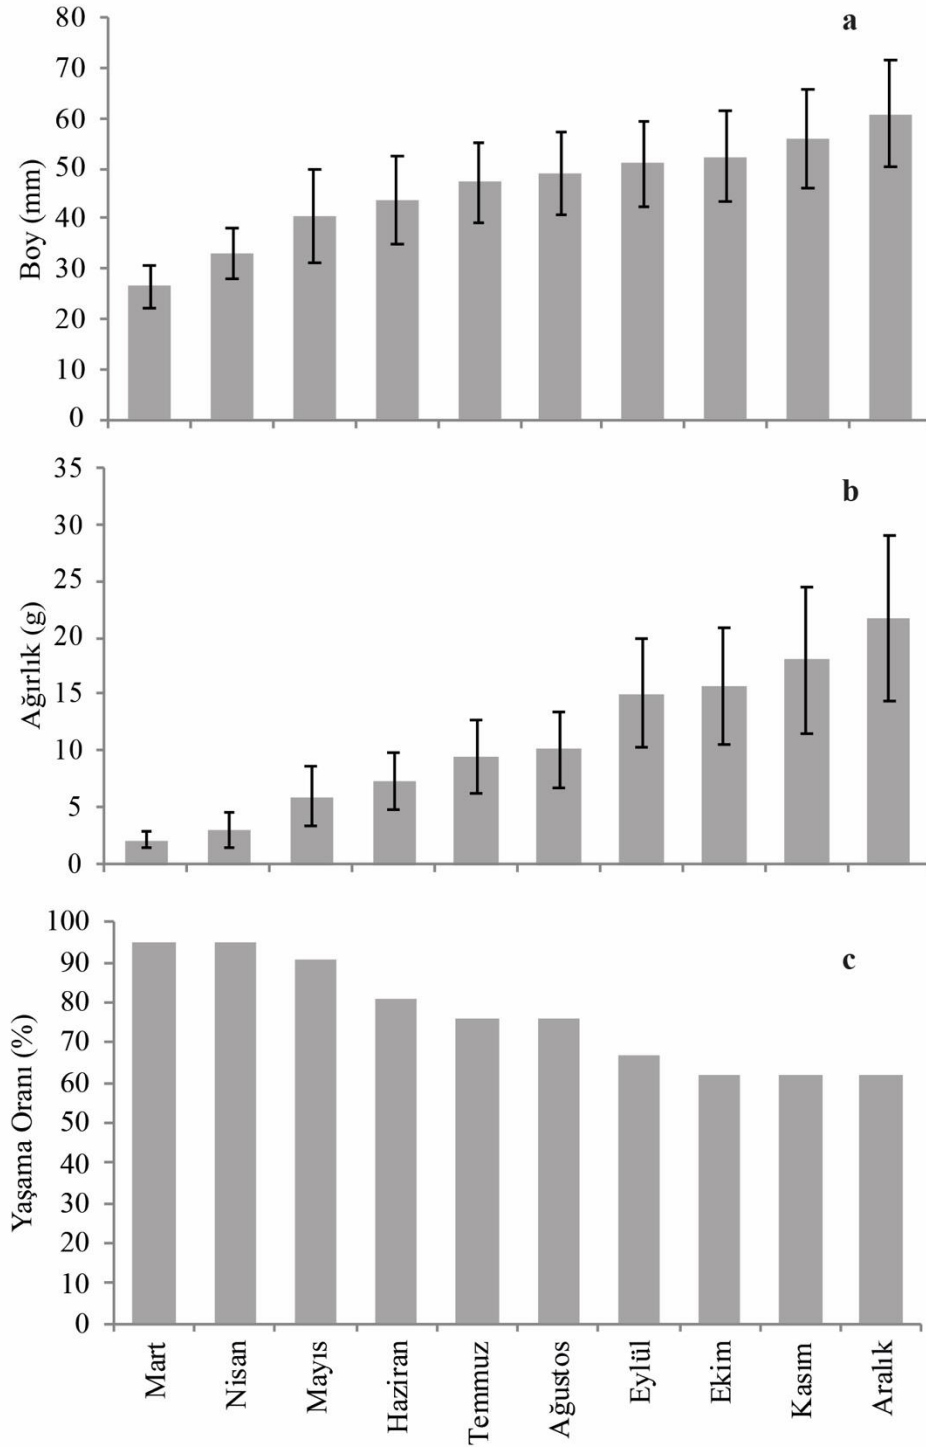 a
80
70
60
50
40
30
20
10
0
Boy (mm)
b
35
30
25
20
15
10
5
0
Ağırlık (g)
c
100
90
80
70
60
50
40
30
20
10
0
Yaşama Oranı (%)
Mart
Nisan
Mayıs
Haziran
Temmuz
Ağustos
Eylül
Ekim
Kasım
Aralık